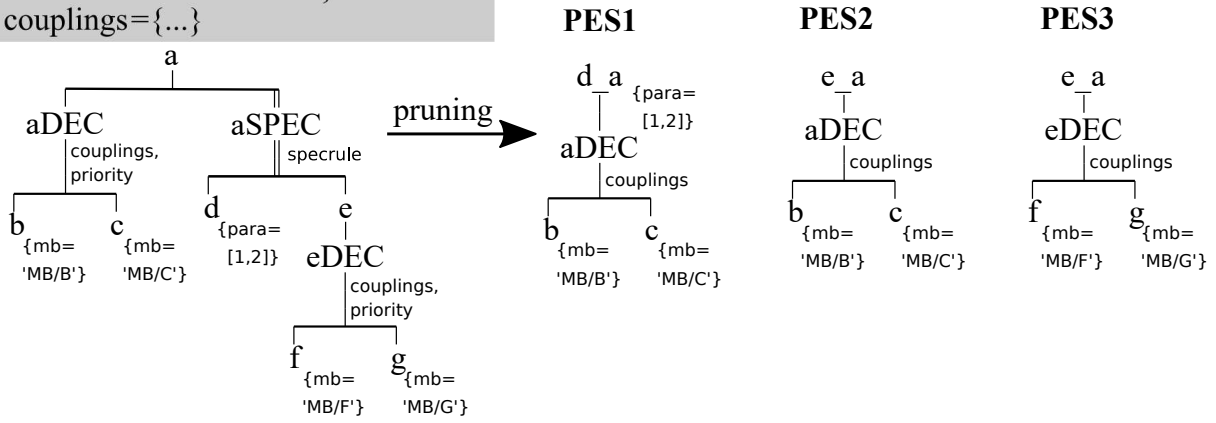 couplings={...}
PES1
PES2
PES3
a
aDEC
couplings,
priority
b
{mb=
'MB/B'}
c
{mb=
'MB/C'}
aSPEC
specrule
d
{para=
[1,2]}
e
eDEC
couplings,
priority
f
{mb=
'MB/F'}
g
{mb=
'MB/G'}
pruning
d_a
{para=
[1,2]}
aDEC
couplings
b
{mb=
'MB/B'}
c
{mb=
'MB/C'}
e_a
aDEC
couplings
b
{mb=
'MB/B'}
c
{mb=
'MB/C'}
e_a
eDEC
couplings
f
{mb=
'MB/F'}
g
{mb=
'MB/G'}